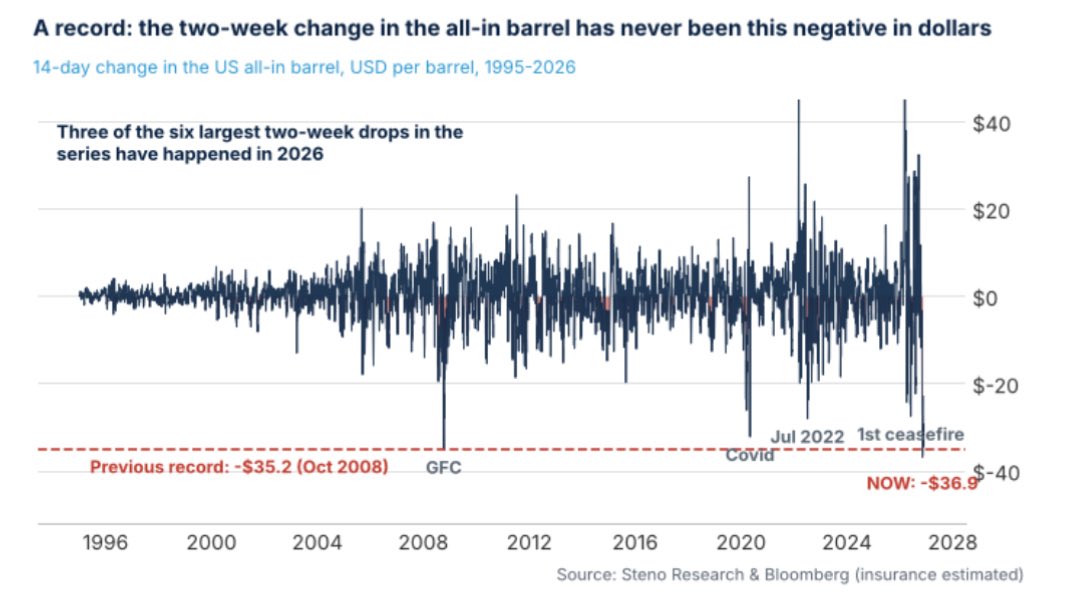 A record: the two-week change in the all-in barrel has never been this negative in dollars
14-day change in the US all-in barrel, USD per barrel, 1995-2026
Three of the six largest two-week drops in the
series have happened in 2026
$40
$20
$0
$-20
$-40
Jul 2022
1st ceasefire
Covid
Previous record: -$35.2 (Oct 2008)
GFC
NOW: -$36.9
1996 2000 2004 2008 2012 2016 2020 2024 2028
Source: Steno Research & Bloomberg (insurance estimated)